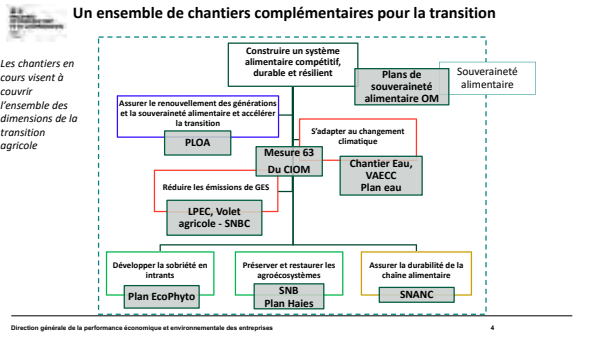 Un ensemble de chantiers complémentaires pour la transition
Les chantiers en
cours visent à
couvrir
l'ensemble des
dimensions de la
transition
agricole
Construire un système
alimentaire compétitif,
durable et résilient
Plans de
souveraineté
alimentaire OM
Souveraineté
alimentaire
Assurer le renouvellement des générations
et la souveraineté alimentaire et accélérer
la transition
PLOA
S'adapter au changement
climatique
Mesure 63
Du CIOM
Chantier Eau,
VAECC
Plan eau
Réduire les émissions de GES
LPEC, Volet
agricole - SNBC
Développer la sobriété en
intrants
Plan EcoPhyto
Préserver et restaurer les
agroécosystèmes
SNB
Plan Haies
Assurer la durabilité de la
chaîne alimentaire
SNANC
Direction générale de la performance économique et environnementale des entreprises
4